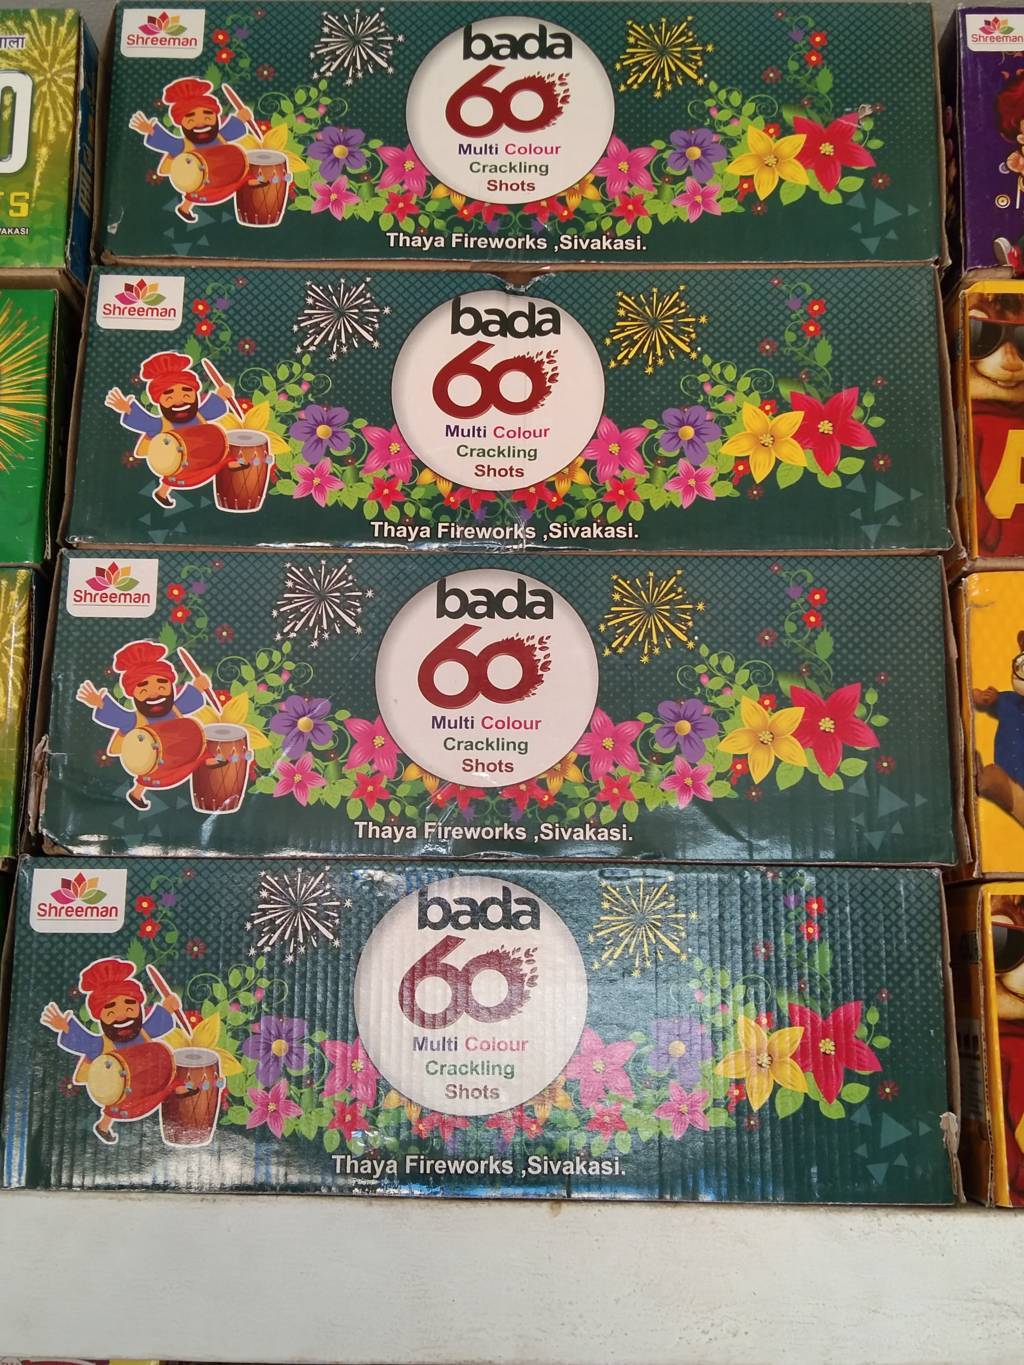 Shreeman
bada
60
Multi Colour
Crackling
Shots
Thaya Fireworks ,Sivakasi.
Shreeman
bada
60
Multi Colour
Crackling
Shots
Thaya Fireworks ,Sivakasi.
Shreeman
bada
60
Multi Colour
Crackling
Shots
Thaya Fireworks ,Sivakasi.
Shreeman
bada
60
Multi Colour
Crackling
Shots
Thaya Fireworks ,Sivakasi.
Shreeman